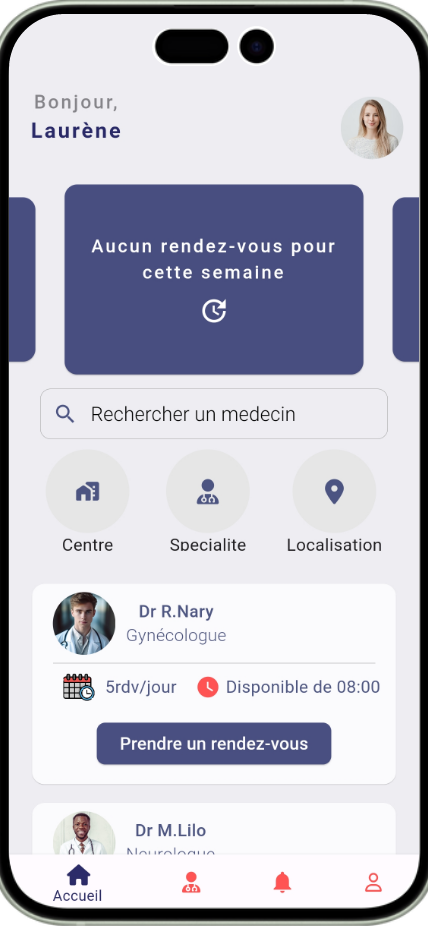 Bonjour,
Laurène
Aucun rendez-vous pour
cette semaine
Rechercher un medecin
Centre
Specialite
Localisation
Dr R.Nary
Gynécologue
5rdv/jour
Disponible de 08:00
Prendre un rendez-vous
Dr M.Lilo
Neurologue
Accueil